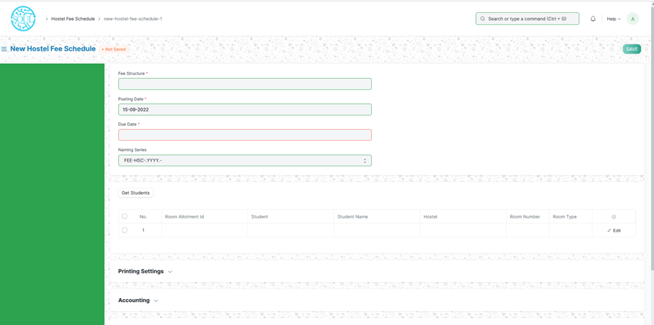 Hostel Fee Schedule > new-hostel-fee-schedule-1
Search or type a command (Ctrl + G)
Help
A
New Hostel Fee Schedule
Not Saved
Save
Fee Structure *
Posting Date *
15-09-2022
Due Date *
Naming Series
FEE-HSC-.YYYY.-
Get Students
No. Room Allotment Id Student Student Name Hostel Room Number Room Type
1 Edit
Printing Settings
Accounting